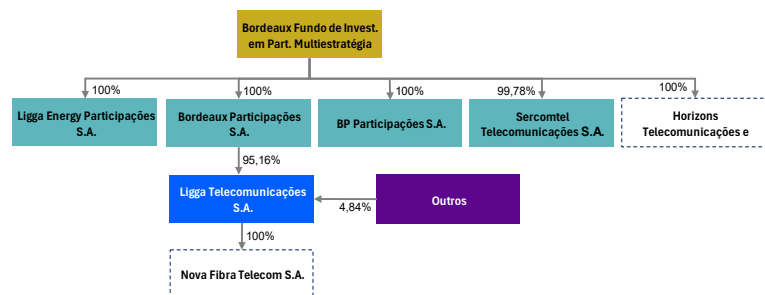 Bordeaux Fundo de Invest.
em Part. Multiestratégia
100%
100%
100%
99,78%
100%
Ligga Energy Participações
S.A.
Bordeaux Participações
S.A.
BP Participações S.A.
Sercomtel
Telecomunicações S.A.
Horizons
Telecomunicações e
95,16%
Ligga Telecomunicações
S.A.
4,84%
Outros
100%
Nova Fibra Telecom S.A.